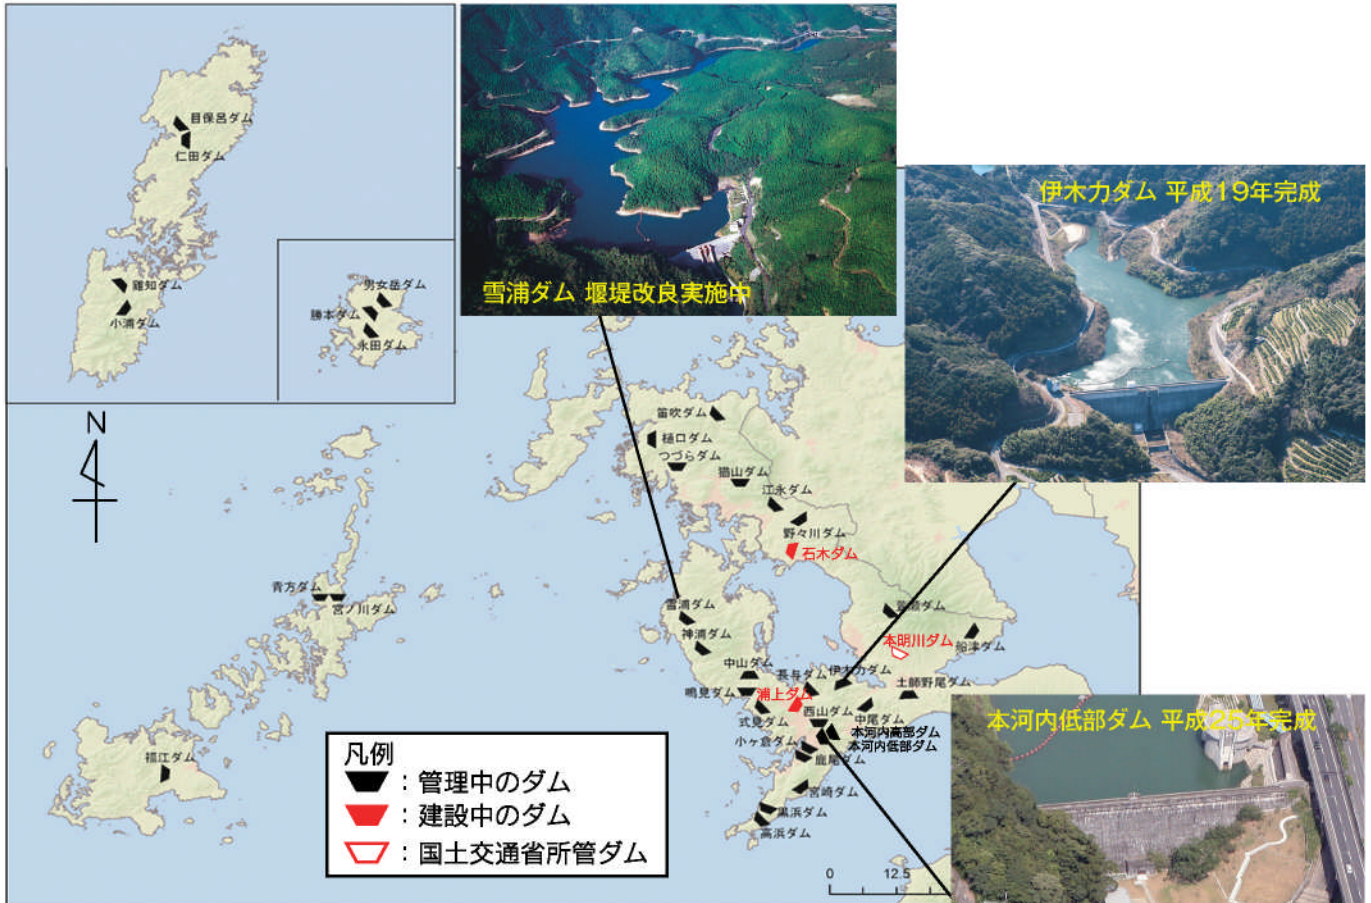 目保呂ダム
仁田ダム
雞知ダム
小浦ダム
男女岳ダム
勝本ダム
永田ダム
雪浦ダム 堰堤改良実施中
伊木力ダム 平成19年完成
N
笛吹ダム
樋口ダム
つづらダム
猫山ダム
江永ダム
野々川ダム
石木ダム
青方ダム
宮ノ川ダム
雪浦ダム
神浦ダム
萱瀬ダム
本明川ダム
船津ダム
中山ダム
長与ダム
伊木力ダム
鳴見ダム
浦上ダム
土師野尾ダム
式見ダム
西山ダム
中尾ダム
本河内高部ダム
本河内低部ダム
小ヶ倉ダム
鹿尾ダム
宮崎ダム
黒浜ダム
高浜ダム
福江ダム
本河内低部ダム 平成25年完成
凡例
：管理中のダム
：建設中のダム
：国土交通省所管ダム
0 12.5